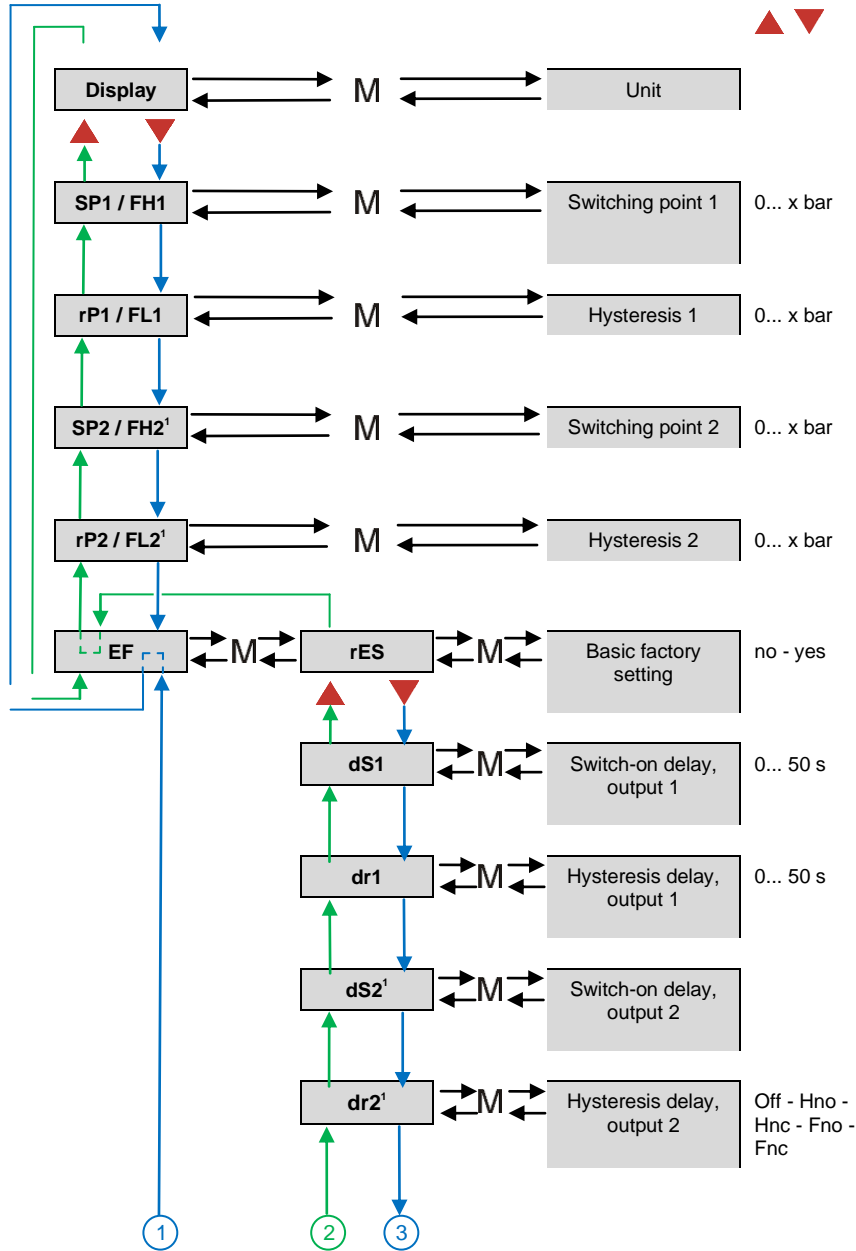 Display M Unit
SP1 / FH1 M Switching point 1 0... x bar
rP1 / FL1 M Hysteresis 1 0... x bar
SP2 / FH2¹ M Switching point 2 0... x bar
rP2 / FL2¹ M Hysteresis 2 0... x bar
EF M rES M Basic factory no - yes
setting
dS1 M Switch-on delay, 0... 50 s
output 1
dr1 M Hysteresis delay, 0... 50 s
output 1
dS2¹ M Switch-on delay,
output 2
dr2¹ M Hysteresis delay, Off - Hno -
output 2 Hnc - Fno -
Fnc
1 2 3